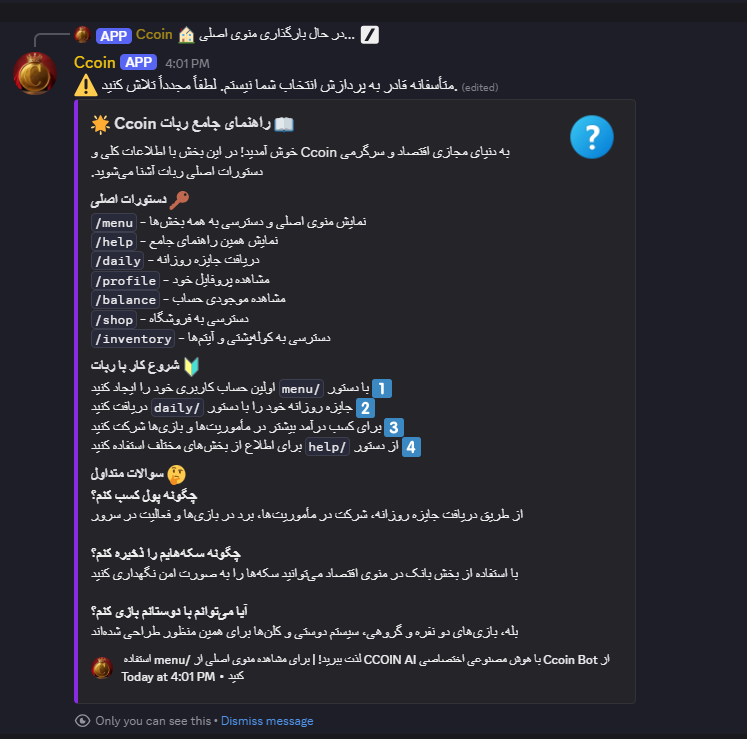 APP Ccoin 🏠 در حال بارگذاری منوی اصلی...
Ccoin APP 4:01 PM
⚠️ متأسفانه قادر به پردازش انتخاب شما نیستم. لطفاً مجدداً تلاش کنید. (edited)
📖 راهنمای جامع ربات Ccoin 🌟
به دنیای مجازی اقتصاد و سرگرمی Ccoin خوش آمدید! در این بخش با اطلاعات کلی و
دستورات اصلی ربات آشنا می‌شوید.
🔑 دستورات اصلی
/menu - نمایش منوی اصلی و دسترسی به همه بخش‌ها
/help - نمایش همین راهنمای جامع
/daily - دریافت جایزه روزانه
/profile - مشاهده پروفایل خود
/balance - مشاهده موجودی حساب
/shop - دسترسی به فروشگاه
/inventory - دسترسی به کوله‌پشتی و آیتم‌ها
🔰 شروع کار با ربات
1️⃣ با دستور /menu اولین حساب کاربری خود را ایجاد کنید
2️⃣ جایزه روزانه خود را با دستور /daily دریافت کنید
3️⃣ برای کسب درآمد بیشتر در مأموریت‌ها و بازی‌ها شرکت کنید
4️⃣ از دستور /help برای اطلاع از بخش‌های مختلف استفاده کنید
🤔 سوالات متداول
چگونه پول کسب کنم؟
از طریق دریافت جایزه روزانه، شرکت در مأموریت‌ها، برد در بازی‌ها و فعالیت در سرور
چگونه سکه‌هایم را ذخیره کنم؟
با استفاده از بخش بانک در منوی اقتصاد می‌توانید سکه‌ها را به صورت امن نگهداری کنید
آیا می‌توانم با دوستانم بازی کنم؟
بله، بازی‌های دو نفره و گروهی، سیستم دوستی و کلن‌ها برای همین منظور طراحی شده‌اند
از Ccoin Bot با هوش مصنوعی اختصاصی CCOIN AI لذت ببرید! | برای مشاهده منوی اصلی از /menu استفاده
کنید • Today at 4:01 PM
Only you can see this • Dismiss message